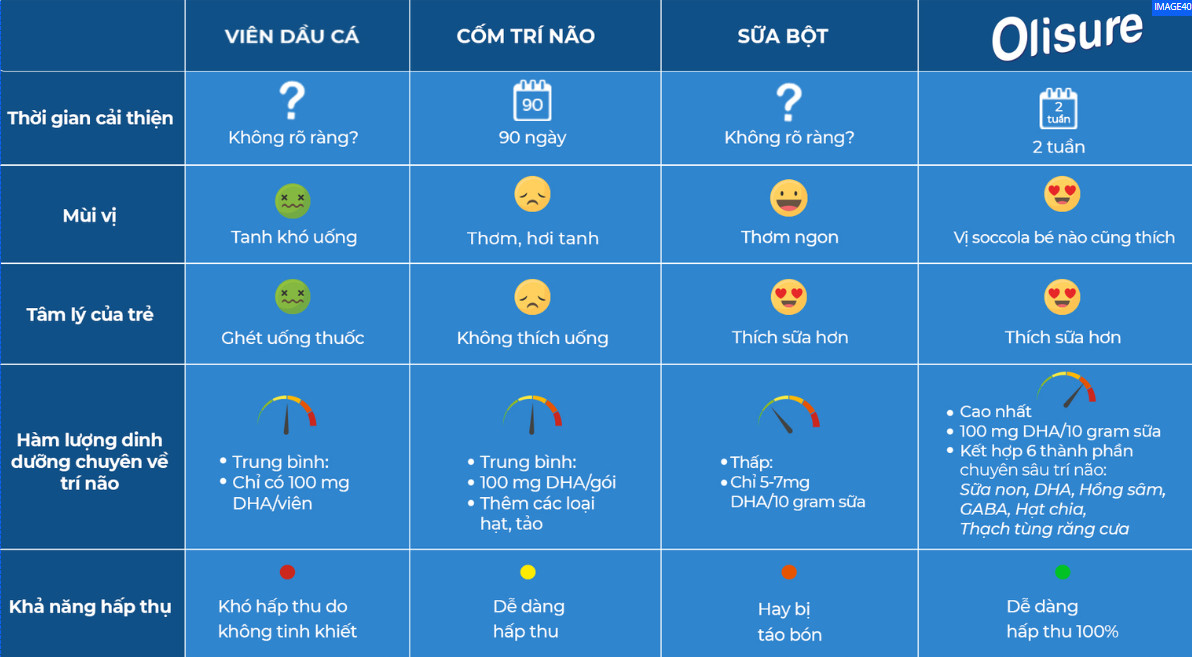 IMAGE40
VIÊN DẦU CÁ
CỐM TRÍ NÃO
SỮA BỘT
Olisure
Thời gian cải thiện
Không rõ ràng?
90
90 ngày
Không rõ ràng?
2
tuần
2 tuần
Mùi vị
Tanh khó uống
Thơm, hơi tanh
Thơm ngon
Vị soccola bé nào cũng thích
Tâm lý của trẻ
Ghét uống thuốc
Không thích uống
Thích sữa hơn
Thích sữa hơn
Hàm lượng dinh
dưỡng chuyên về
trí não
• Trung bình:
• Chỉ có 100 mg
DHA/viên
• Trung bình:
• 100 mg DHA/gói
• Thêm các loại
hạt, tảo
• Thấp:
• Chỉ 5-7mg
DHA/10 gram sữa
• Cao nhất
• 100 mg DHA/10 gram sữa
• Kết hợp 6 thành phần
chuyên sâu trí não:
Sữa non, DHA, Hồng sâm,
GABA, Hạt chia,
Thạch tùng răng cưa
Khả năng hấp thụ
Khó hấp thu do
không tinh khiết
Dễ dàng
hấp thu
Hay bị
táo bón
Dễ dàng
hấp thu 100%